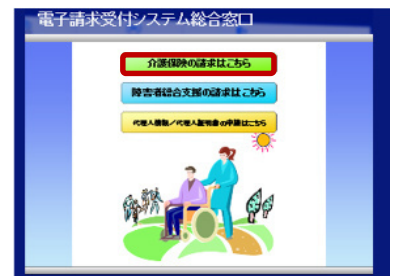 電子請求受付システム総合窓口
介護保険の請求はこちら
障害者総合支援の請求はこちら
代理人情報／代理人証明書の申請はこちら